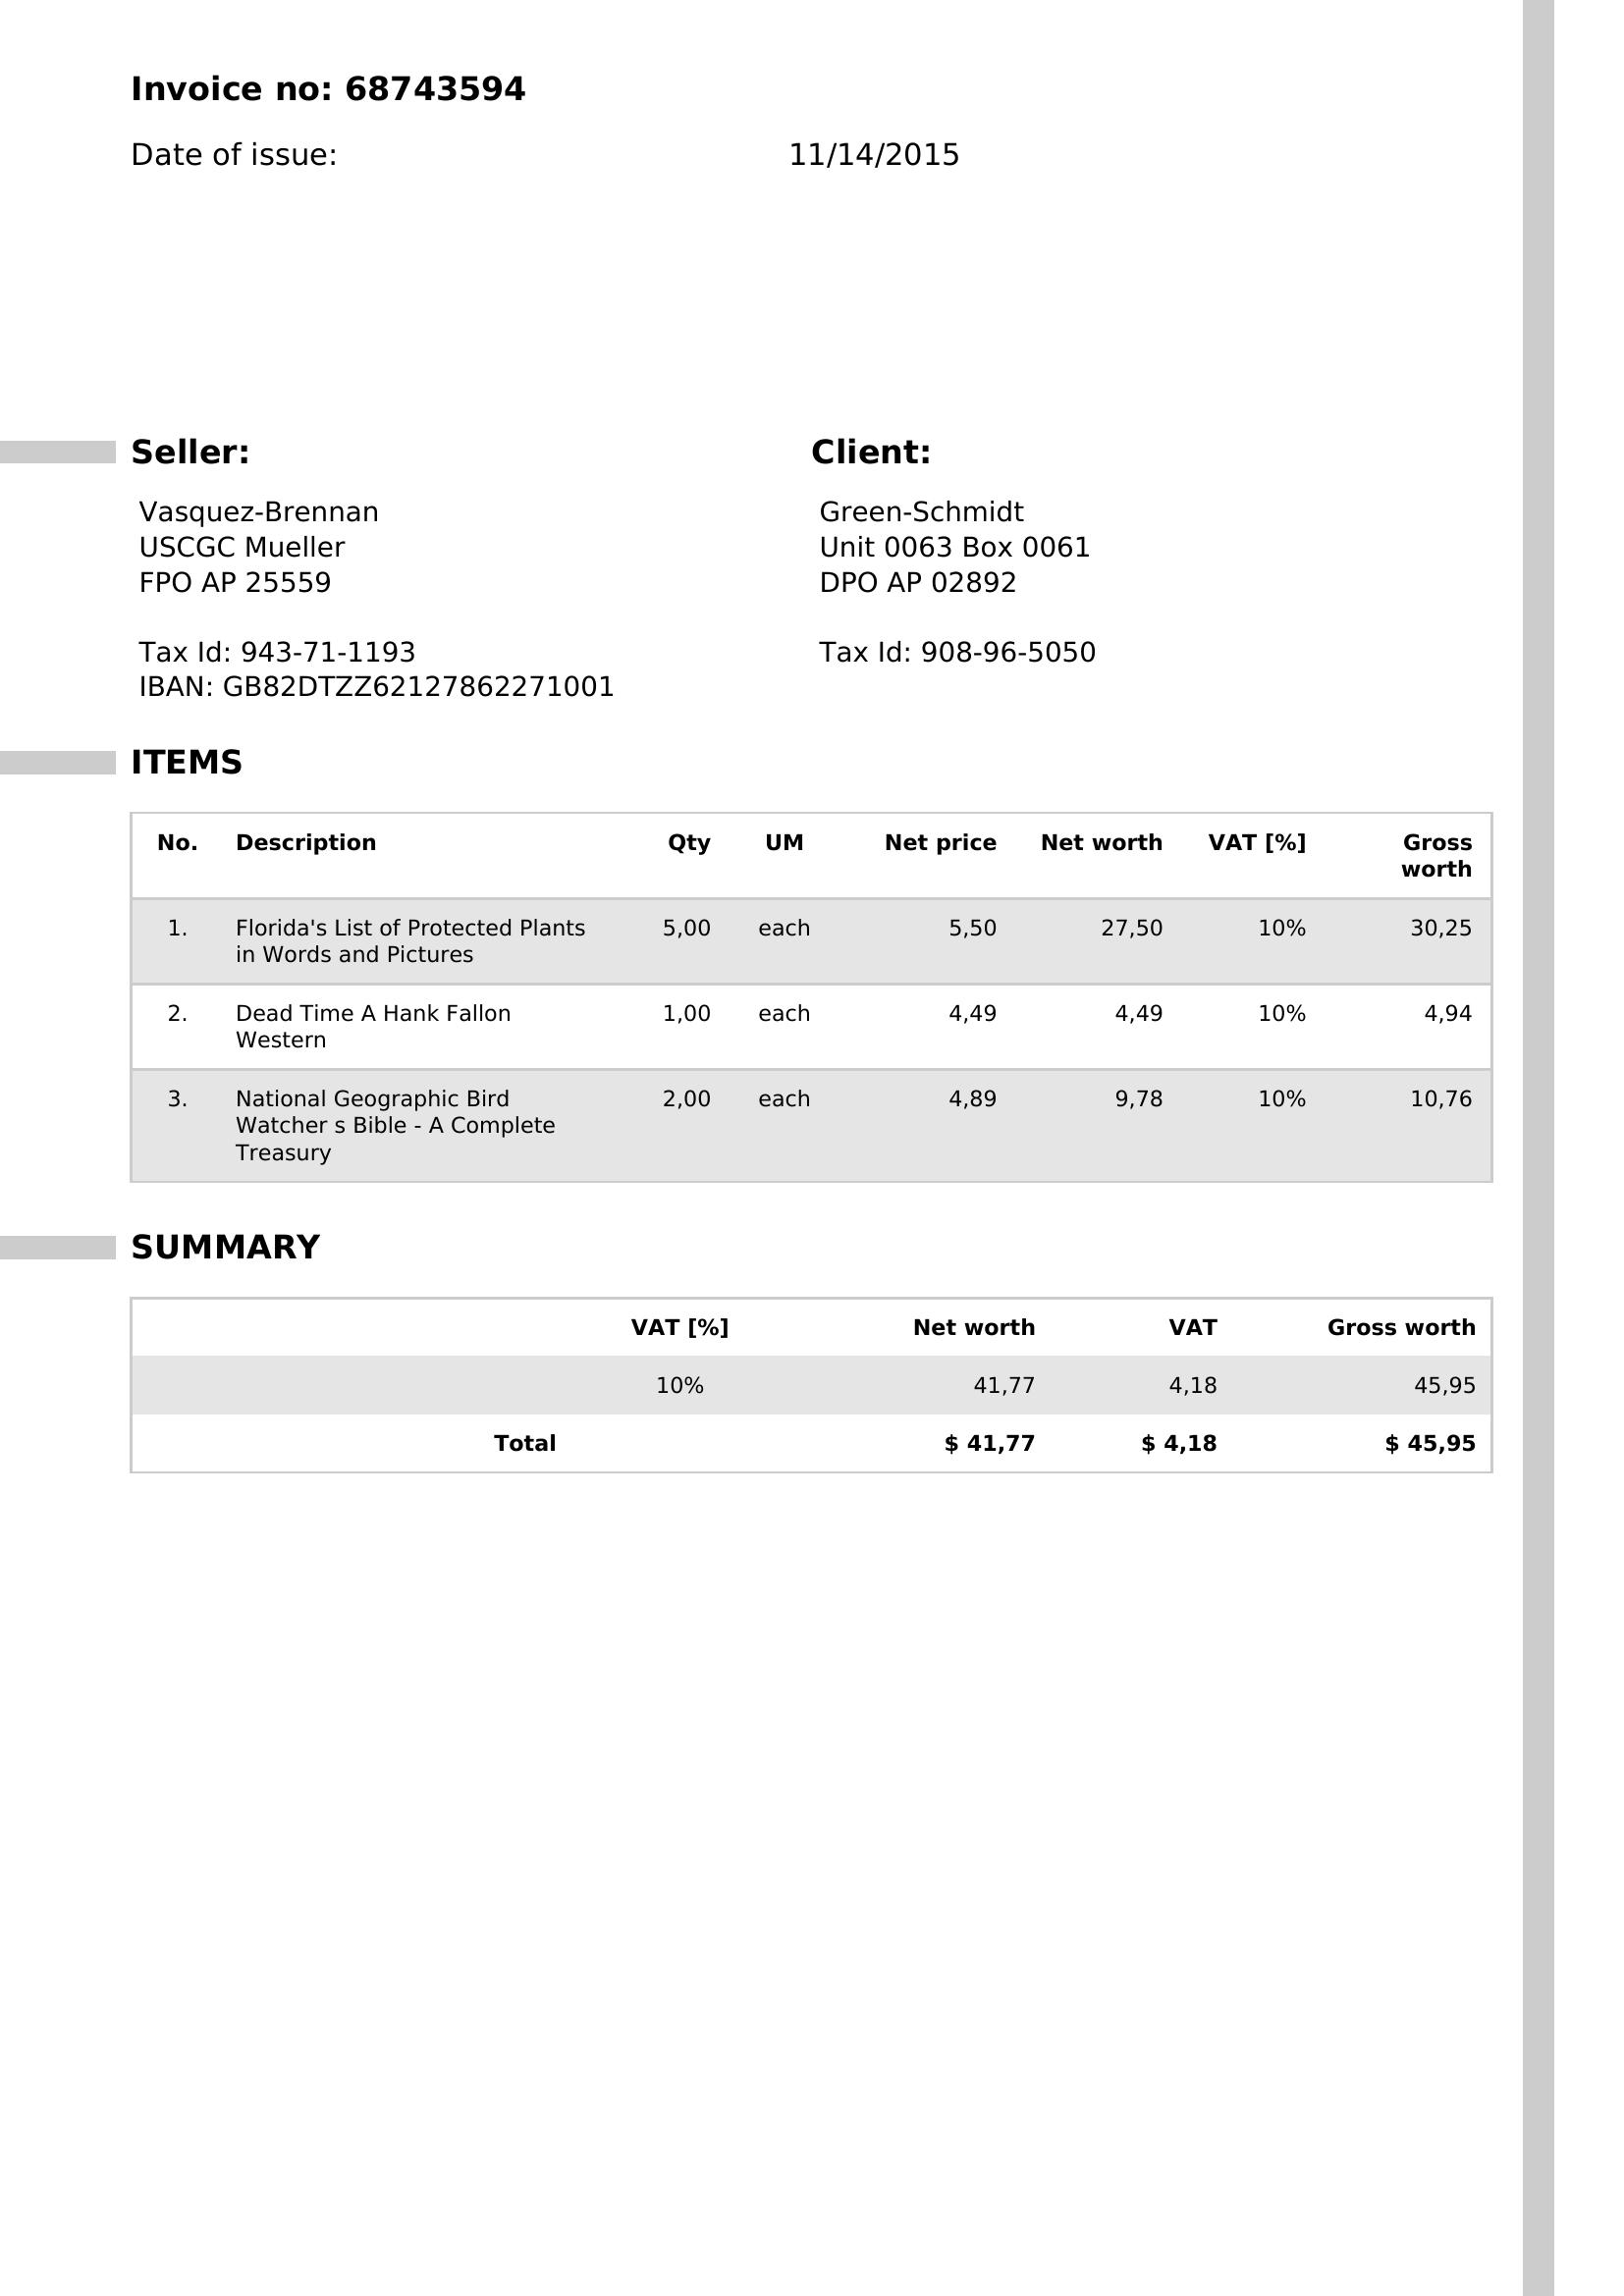 Invoice no: 68743594
Date of issue: 11/14/2015
Seller: Client:
Vasquez-Brennan Green-Schmidt
USCGC Mueller Unit 0063 Box 0061
FPO AP 25559 DPO AP 02892
Tax Id: 943-71-1193 Tax Id: 908-96-5050
IBAN: GB82DTZZ62127862271001
ITEMS
No. Description Qty UM Net price Net worth VAT [%] Gross
worth
1. Florida's List of Protected Plants 5,00 each 5,50 27,50 10% 30,25
in Words and Pictures
2. Dead Time A Hank Fallon 1,00 each 4,49 4,49 10% 4,94
Western
3. National Geographic Bird 2,00 each 4,89 9,78 10% 10,76
Watcher s Bible - A Complete
Treasury
SUMMARY
VAT [%] Net worth VAT Gross worth
10% 41,77 4,18 45,95
Total $ 41,77 $ 4,18 $ 45,95